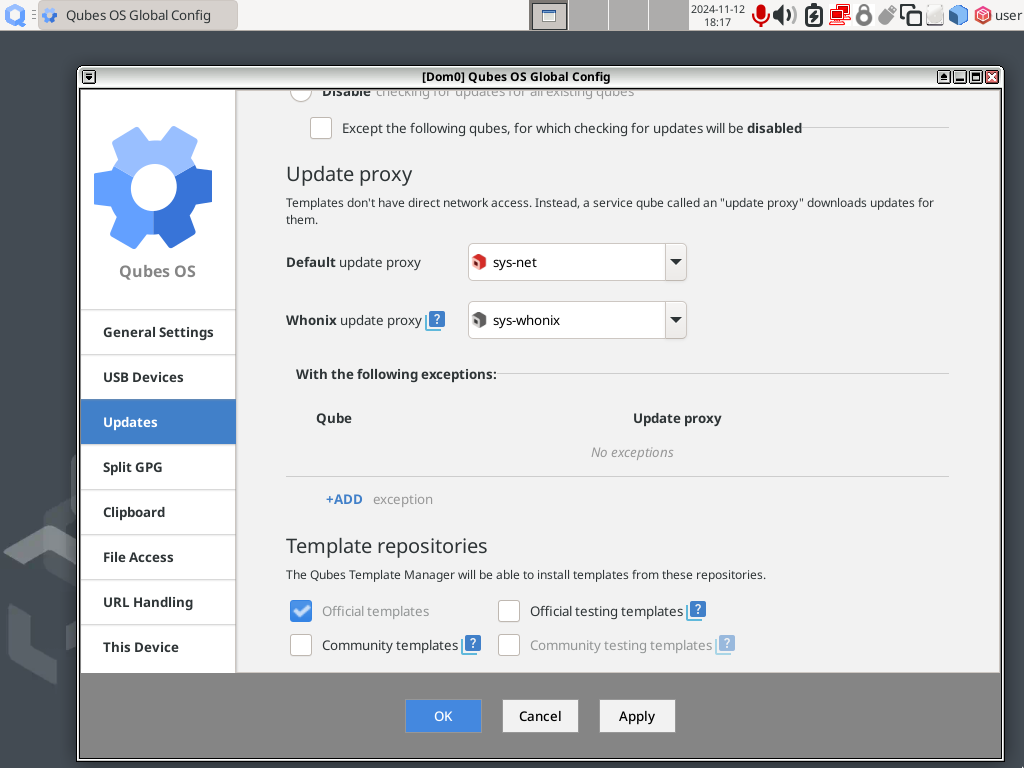 Qubes OS Global Config
2024-11-12
18:17
user
[Dom0] Qubes OS Global Config
Qubes OS
General Settings
USB Devices
Updates
Split GPG
Clipboard
File Access
URL Handling
This Device
Disable checking for updates for all existing qubes
Except the following qubes, for which checking for updates will be disabled
Update proxy
Templates don't have direct network access. Instead, a service qube called an "update proxy" downloads updates for
them.
Default update proxy
sys-net
Whonix update proxy ?
sys-whonix
With the following exceptions:
Qube
Update proxy
No exceptions
+ADD exception
Template repositories
The Qubes Template Manager will be able to install templates from these repositories.
Official templates
Official testing templates ?
Community templates ?
Community testing templates ?
OK
Cancel
Apply